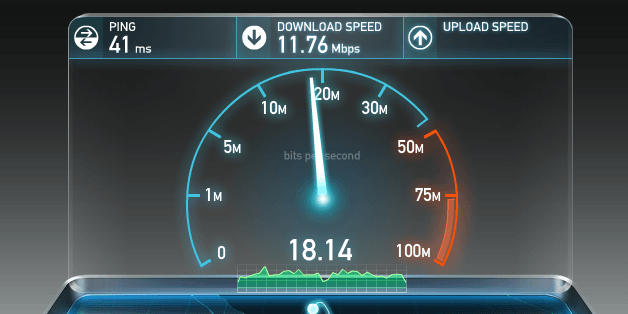 PING
41 ms
DOWNLOAD SPEED
11.76 Mbps
UPLOAD SPEED
20M
10M
30M
5M
50M
bits per second
1M
75M
0
100M
18.14